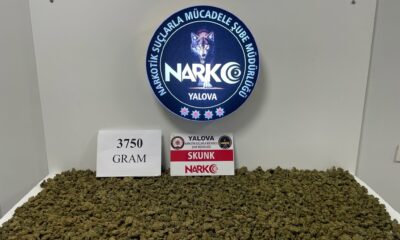 NARKOTİK SUÇLARLA MÜCADELE ŞUBE MÜDÜRLÜĞÜ
NARKO
YALOVA
3750
GRAM
YALOVA
SKUNK
NARKO